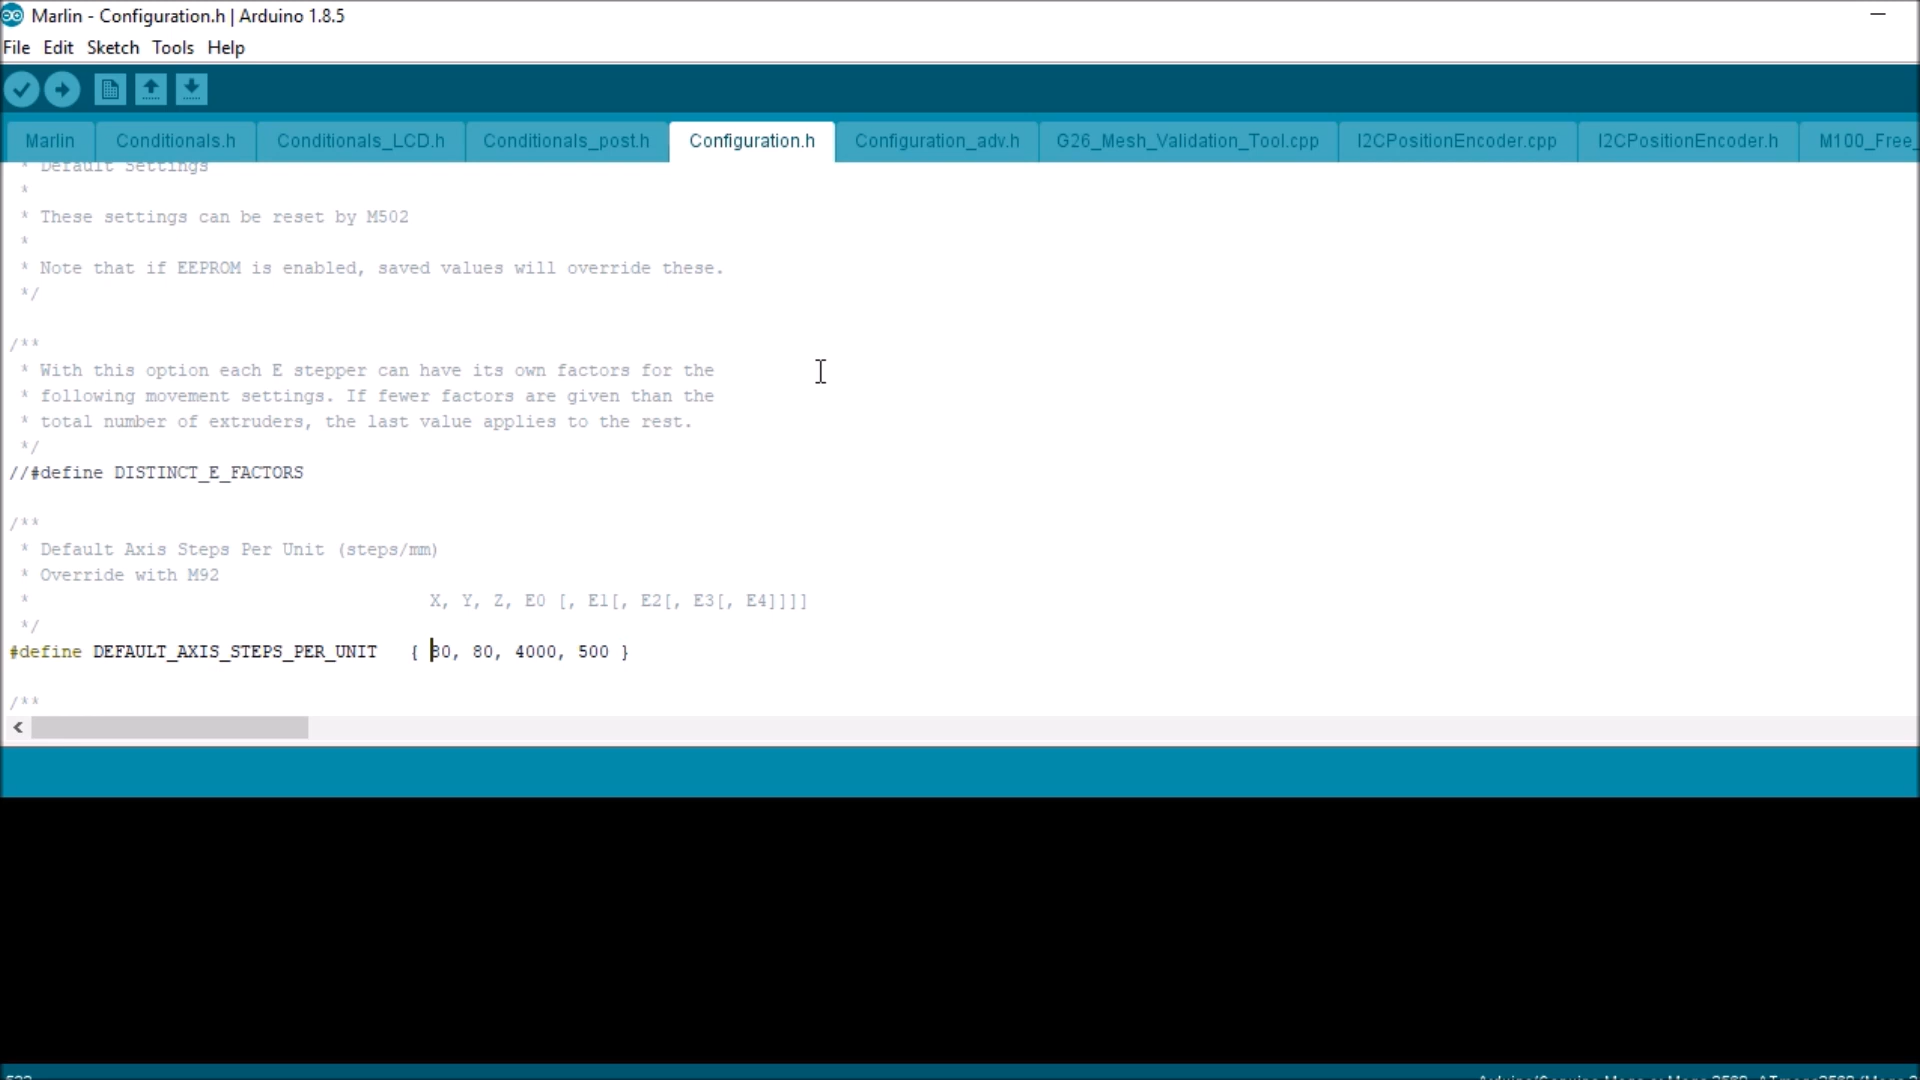 Marlin - Configuration.h | Arduino 1.8.5
File Edit Sketch Tools Help
Marlin Conditionals.h Conditionals_LCD.h Conditionals_post.h Configuration.h Configuration_adv.h G26_Mesh_Validation_Tool.cpp I2CPositionEncoder.cpp I2CPositionEncoder.h M100_Free_
* Default Settings
*
* These settings can be reset by M502
*
* Note that if EEPROM is enabled, saved values will override these.
*/
/**
* With this option each E stepper can have its own factors for the
* following movement settings. If fewer factors are given than the
* total number of extruders, the last value applies to the rest.
*/
//#define DISTINCT_E_FACTORS
/**
* Default Axis Steps Per Unit (steps/mm)
* Override with M92
* X, Y, Z, E0 [, E1[, E2[, E3[, E4]]]]
*/
#define DEFAULT_AXIS_STEPS_PER_UNIT { 80, 80, 4000, 500 }
/**